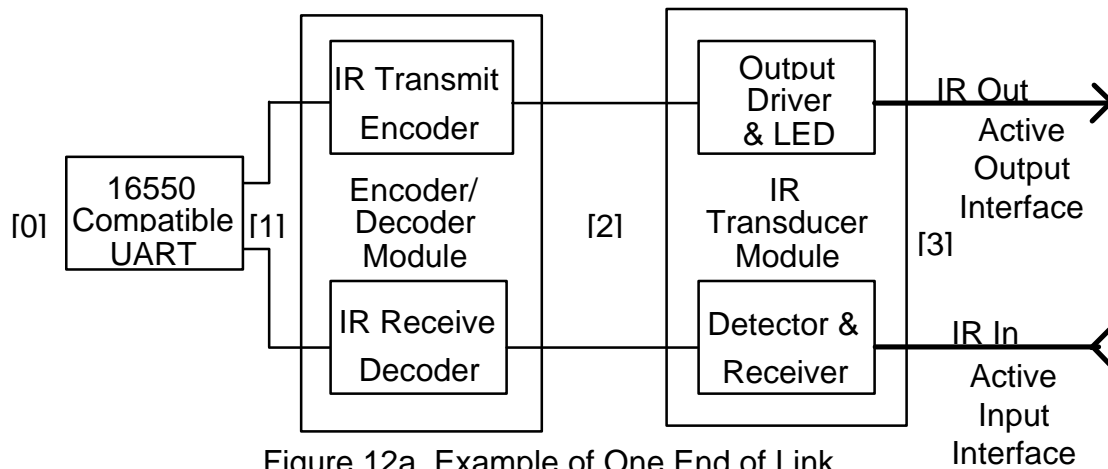 [0]
16550
Compatible
UART
[1]
IR Transmit
Encoder
Encoder/
Decoder
Module
IR Receive
Decoder
[2]
Output
Driver
& LED
IR
Transducer
Module
Detector &
Receiver
[3]
IR Out
Active
Output
Interface
IR In
Active
Input
Interface
Figure 12a. Example of One End of Link